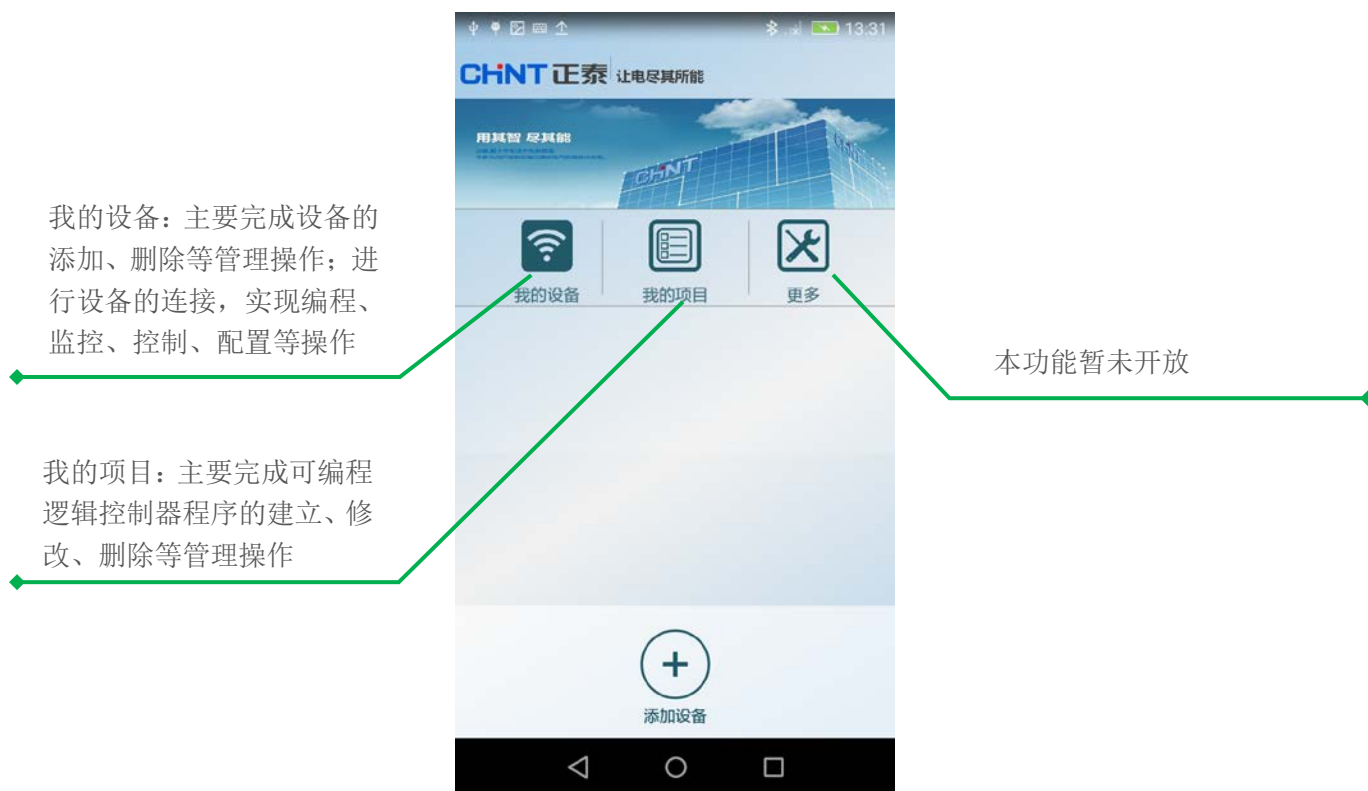 13:31
CHiNT 正泰 让电尽其所能
用其智 尽其能
CHiNT
我的设备：主要完成设备的
添加、删除等管理操作；进
行设备的连接，实现编程、
监控、控制、配置等操作
我的设备
我的项目
更多
本功能暂未开放
我的项目：主要完成可编程
逻辑控制器程序的建立、修
改、删除等管理操作
添加设备